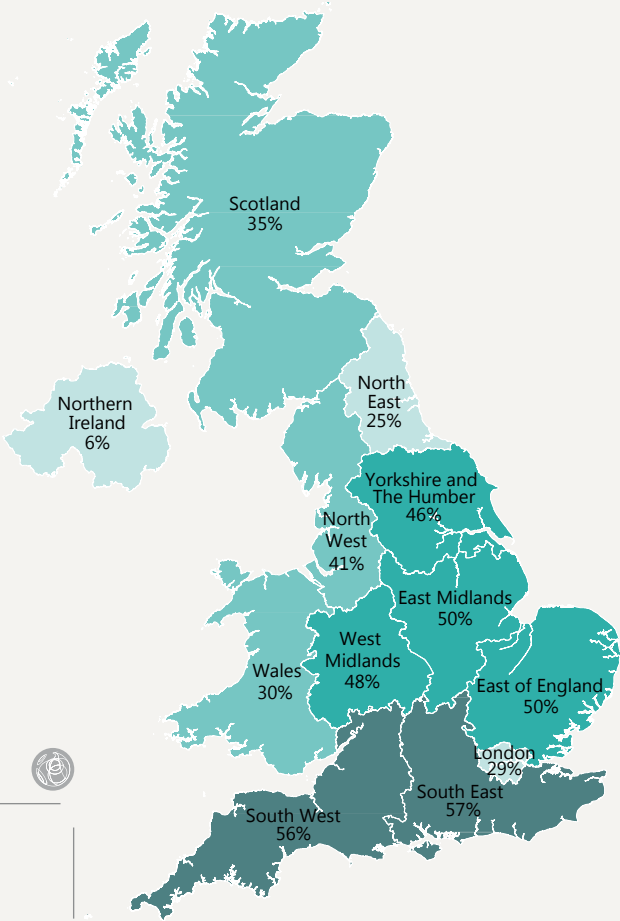 Scotland
35%
North
East
25%
Northern
Ireland
6%
Yorkshire and
The Humber
46%
North
West
41%
East Midlands
50%
West
Midlands
48%
Wales
30%
East of England
50%
London
29%
South East
57%
South West
56%